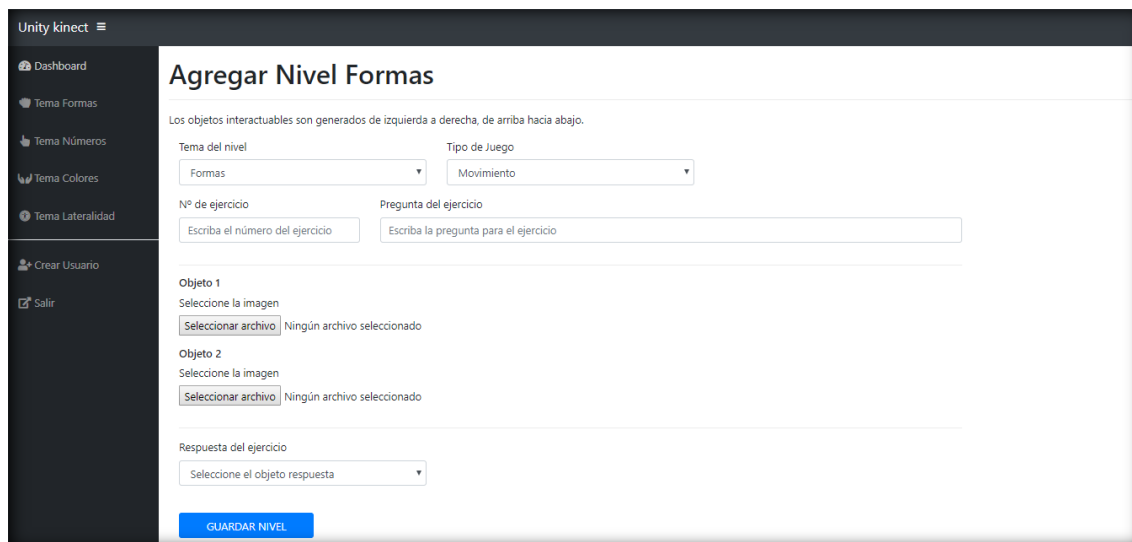 Unity kinect
Dashboard
Tema Formas
Tema Números
Tema Colores
Tema Lateralidad
Crear Usuario
Salir
Agregar Nivel Formas
Los objetos interactuables son generados de izquierda a derecha, de arriba hacia abajo.
Tema del nivel Tipo de Juego
Formas Movimiento
Nº de ejercicio Pregunta del ejercicio
Escriba el número del ejercicio Escriba la pregunta para el ejercicio
Objeto 1
Seleccione la imagen
Seleccionar archivo Ningún archivo seleccionado
Objeto 2
Seleccione la imagen
Seleccionar archivo Ningún archivo seleccionado
Respuesta del ejercicio
Seleccione el objeto respuesta
GUARDAR NIVEL